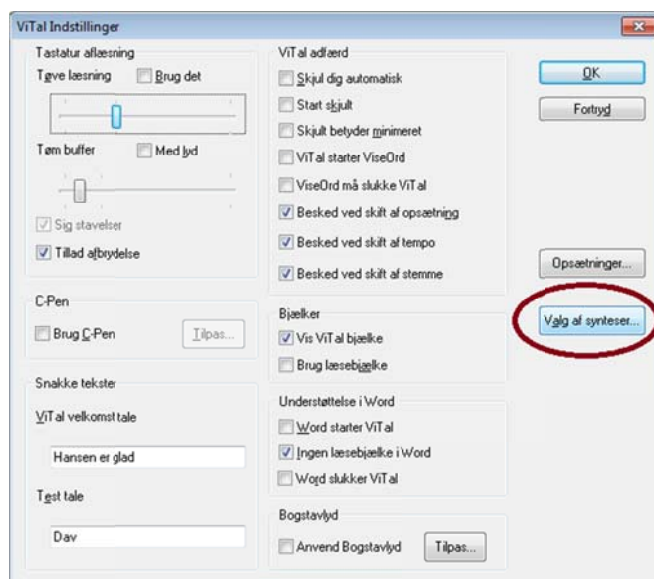 ViTal Indstillinger
Tastatur aflæsning
Tøve læsning
Brug det
Tøm buffer
Med lyd
Sig stavelser
Tillad afbrydelse
C-Pen
Brug C-Pen
Tilpas...
Snakke tekster
ViTal velkomst tale
Hansen er glad
Test tale
Dav
ViTal adfærd
Skjul dig automatisk
Start skjult
Skjult betyder minimeret
ViTal starter ViseOrd
ViseOrd må slukke ViTal
Besked ved skift af opsætning
Besked ved skift af tempo
Besked ved skift af stemme
Bjælker
Vis ViTal bjælke
Brug læsebjælke
Understøttelse i Word
Word starter ViTal
Ingen læsebjælke i Word
Word slukker ViTal
Bogstavlyd
Anvend Bogstavlyd
Tilpas...
OK
Fortryd
Opsætninger...
Valg af synteser...